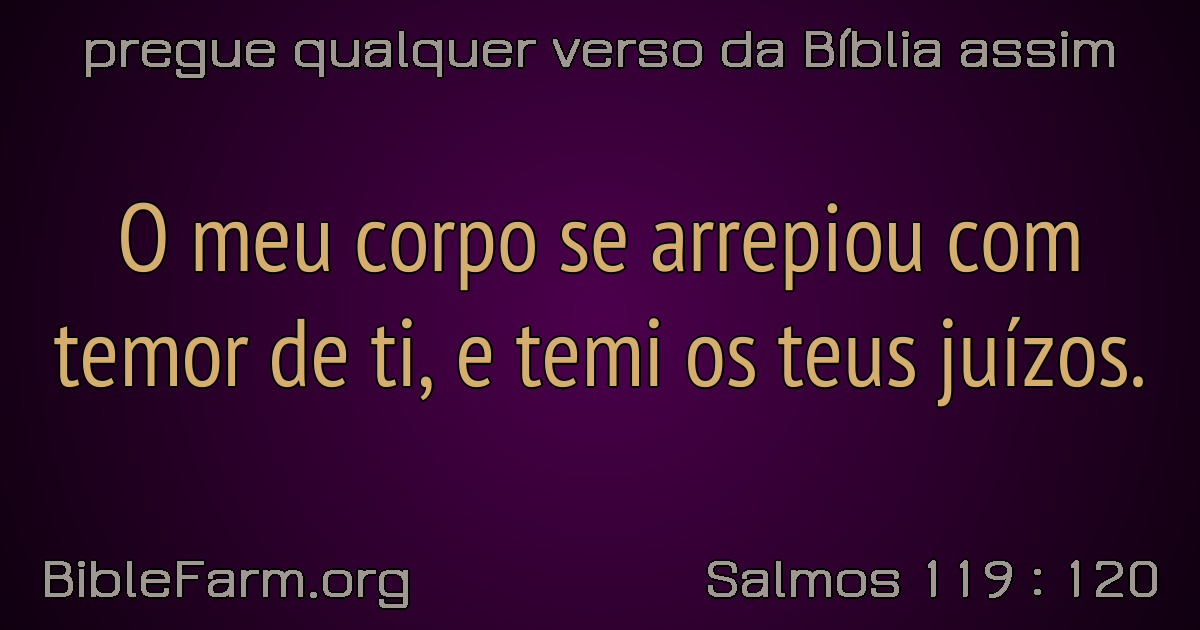 pregue qualquer verso da Bíblia assim
O meu corpo se arrepiou com
temor de ti, e temi os teus juízos.
BibleFarm.org
Salmos 119 : 120